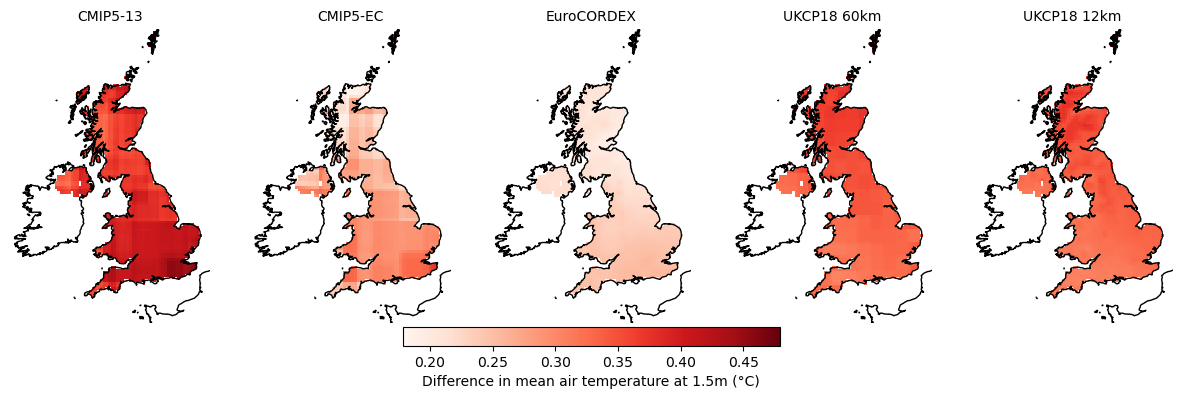 CMIP5-13
CMIP5-EC
EuroCORDEX
UKCP18 60km
UKCP18 12km
0.20
0.25
0.30
0.35
0.40
0.45
Difference in mean air temperature at 1.5m (°C)